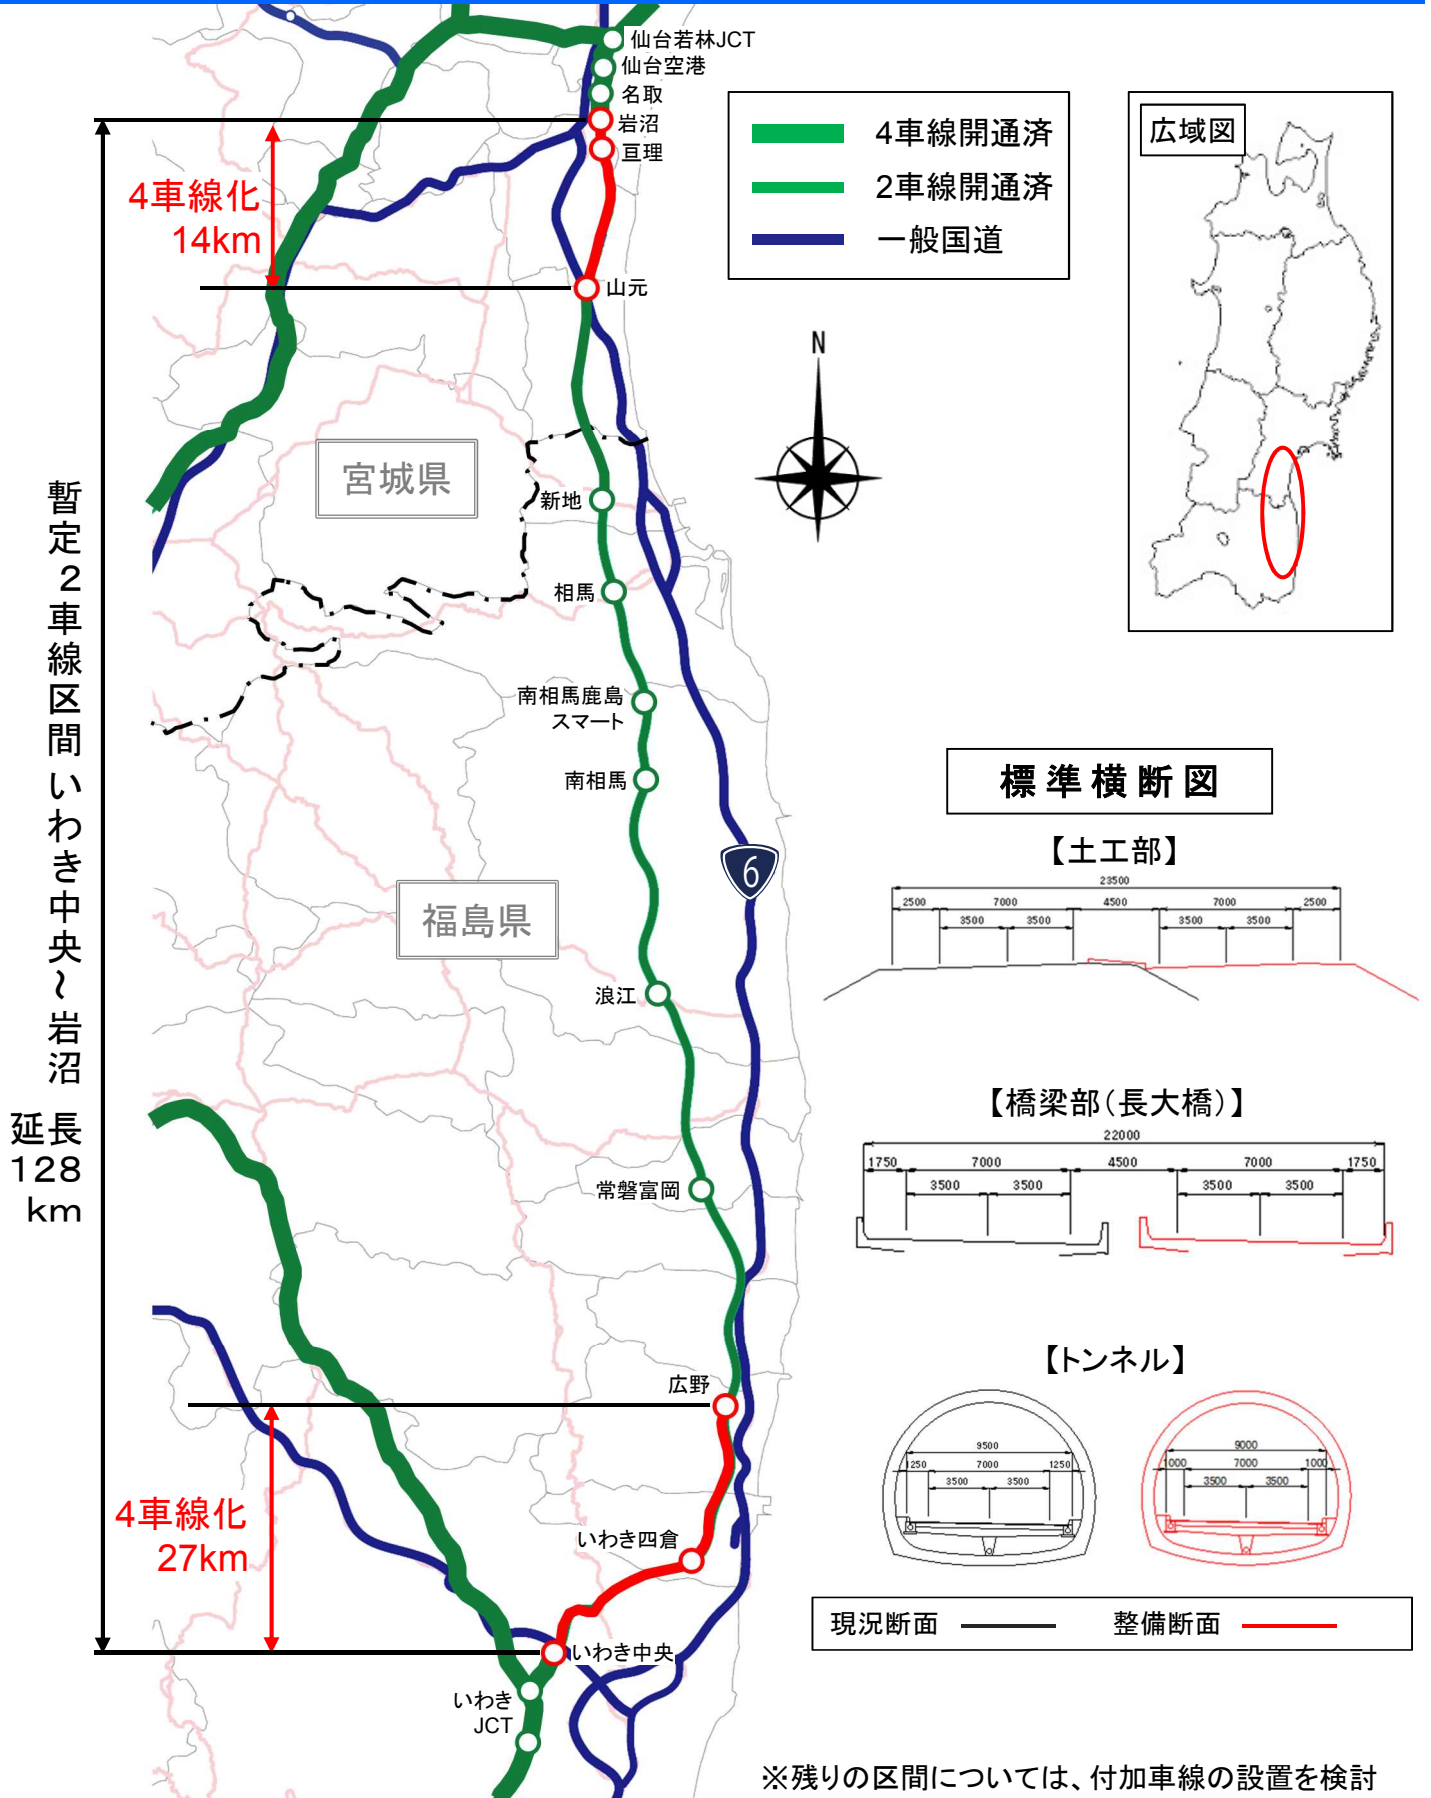 仙台若林JCT
仙台空港
名取
岩沼
亘理
山元
新地
相馬
南相馬鹿島
スマート
南相馬
浪江
常磐富岡
広野
いわき四倉
いわき中央
いわき
JCT
4車線化
14km
宮城県
福島県
6
暫定２車線区間いわき中央～岩沼
延長
128
km
4車線化
27km
4車線開通済
2車線開通済
一般国道
N
広域図
標準横断図
【土工部】
23500
2500 7000 4500 7000 2500
3500 3500 3500 3500
【橋梁部（長大橋）】
22000
1750 7000 4500 7000 1750
3500 3500 3500 3500
【トンネル】
9500
1250 7000 1250
3500 3500
9000
1000 7000 1000
3500 3500
現況断面
整備断面
※残りの区間については、付加車線の設置を検討